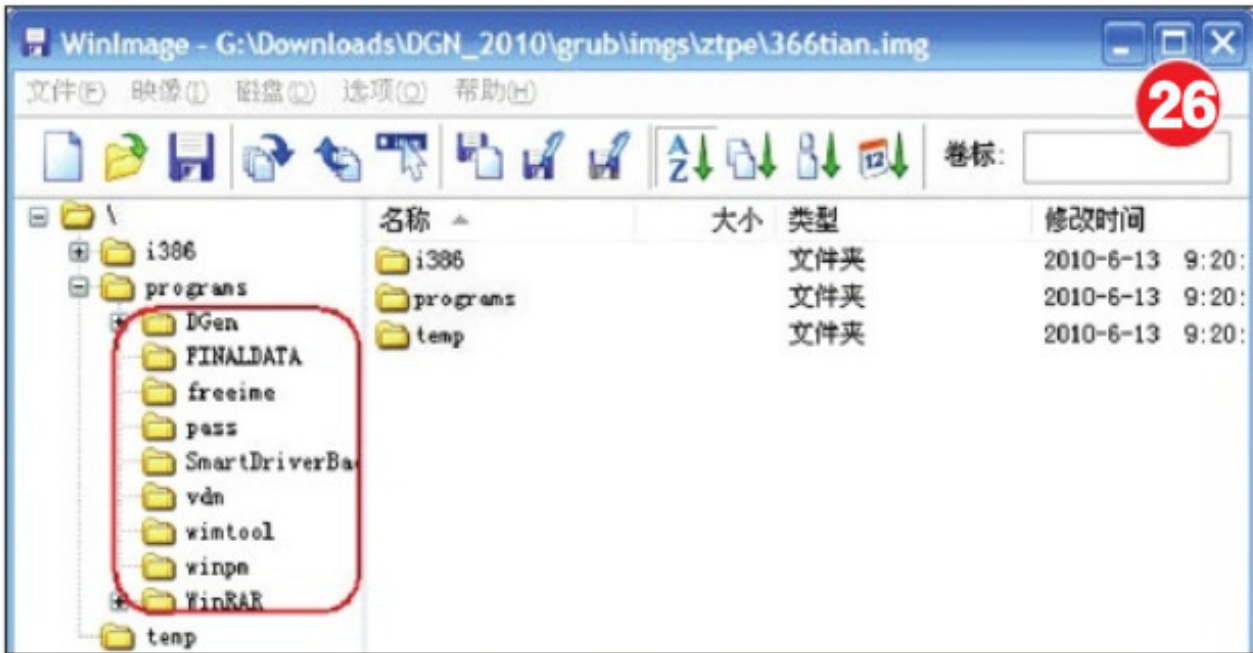 WinImage - G:\Downloads\DGN_2010\grub\imgs\ztpe\366tian.img
文件(F) 映像(I) 磁盘(D) 选项(O) 帮助(H)
26
卷标:
\
i386
programs
DGen
FINALDATA
freeime
pass
SmartDriverBa
vdm
wimtool
winpm
WinRAR
temp
名称 大小 类型 修改时间
i386 文件夹 2010-6-13 9:20:
programs 文件夹 2010-6-13 9:20:
temp 文件夹 2010-6-13 9:20: